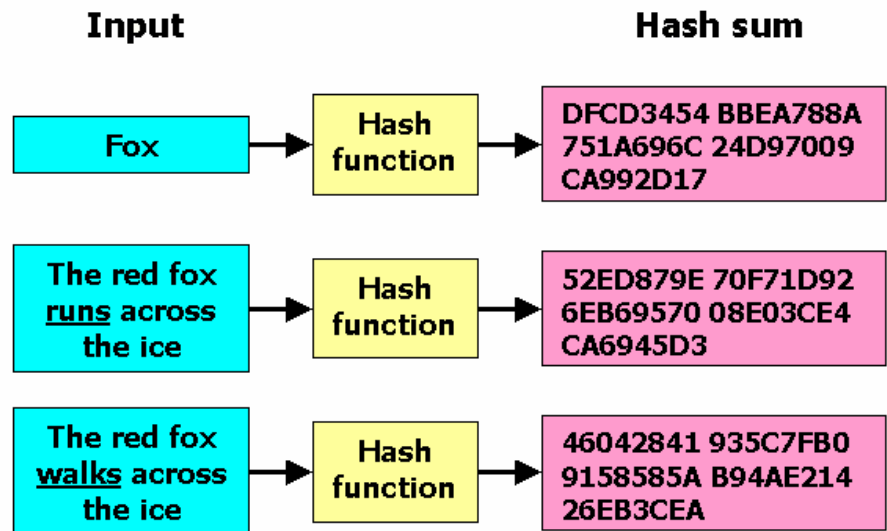 Input Hash sum
Fox
Hash
function
DFCD3454 BBEA788A
751A696C 24D97009
CA992D17
The red fox
runs across
the ice
Hash
function
52ED879E 70F71D92
6EB69570 08E03CE4
CA6945D3
The red fox
walks across
the ice
Hash
function
46042841 935C7FB0
9158585A B94AE214
26EB3CEA